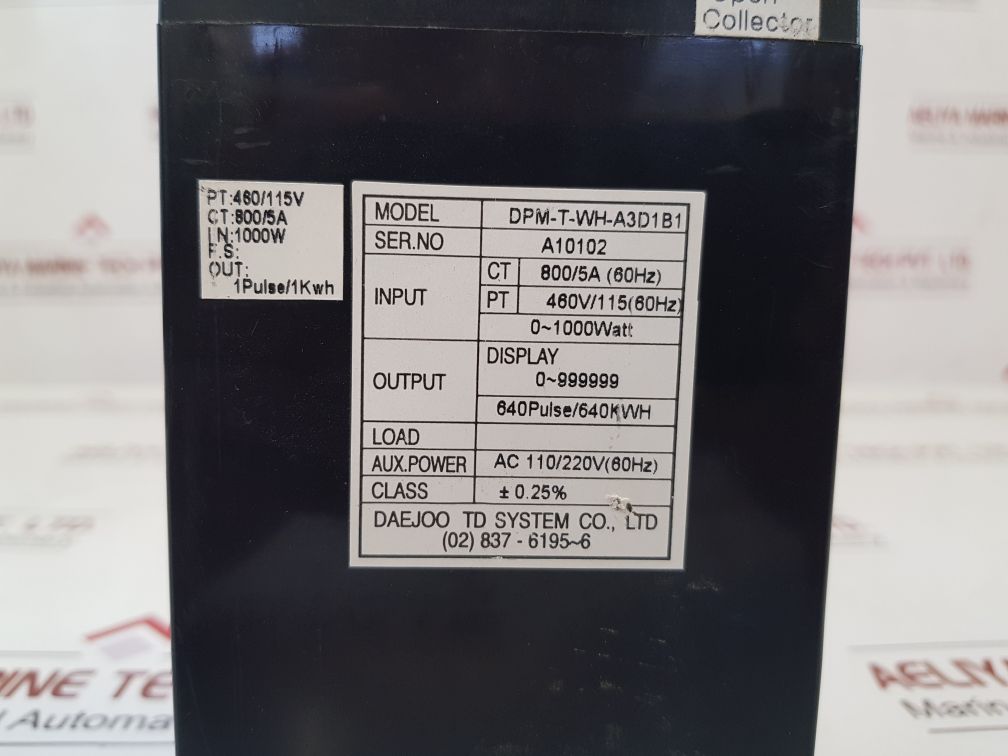 Collector
PT:460/115V
CT:800/5A
IN:1000W
F.S:
OUT:
1Pulse/1Kwh
MODEL DPM-T-WH-A3D1B1
SER.NO A10102
INPUT
CT 800/5A (60Hz)
PT 460V/115(60Hz)
0~1000Watt
OUTPUT
DISPLAY
0~999999
640Pulse/640KWH
LOAD
AUX.POWER AC 110/220V(60Hz)
CLASS ± 0.25%
DAEJOO TD SYSTEM CO., LTD
(02) 837 - 6195~6